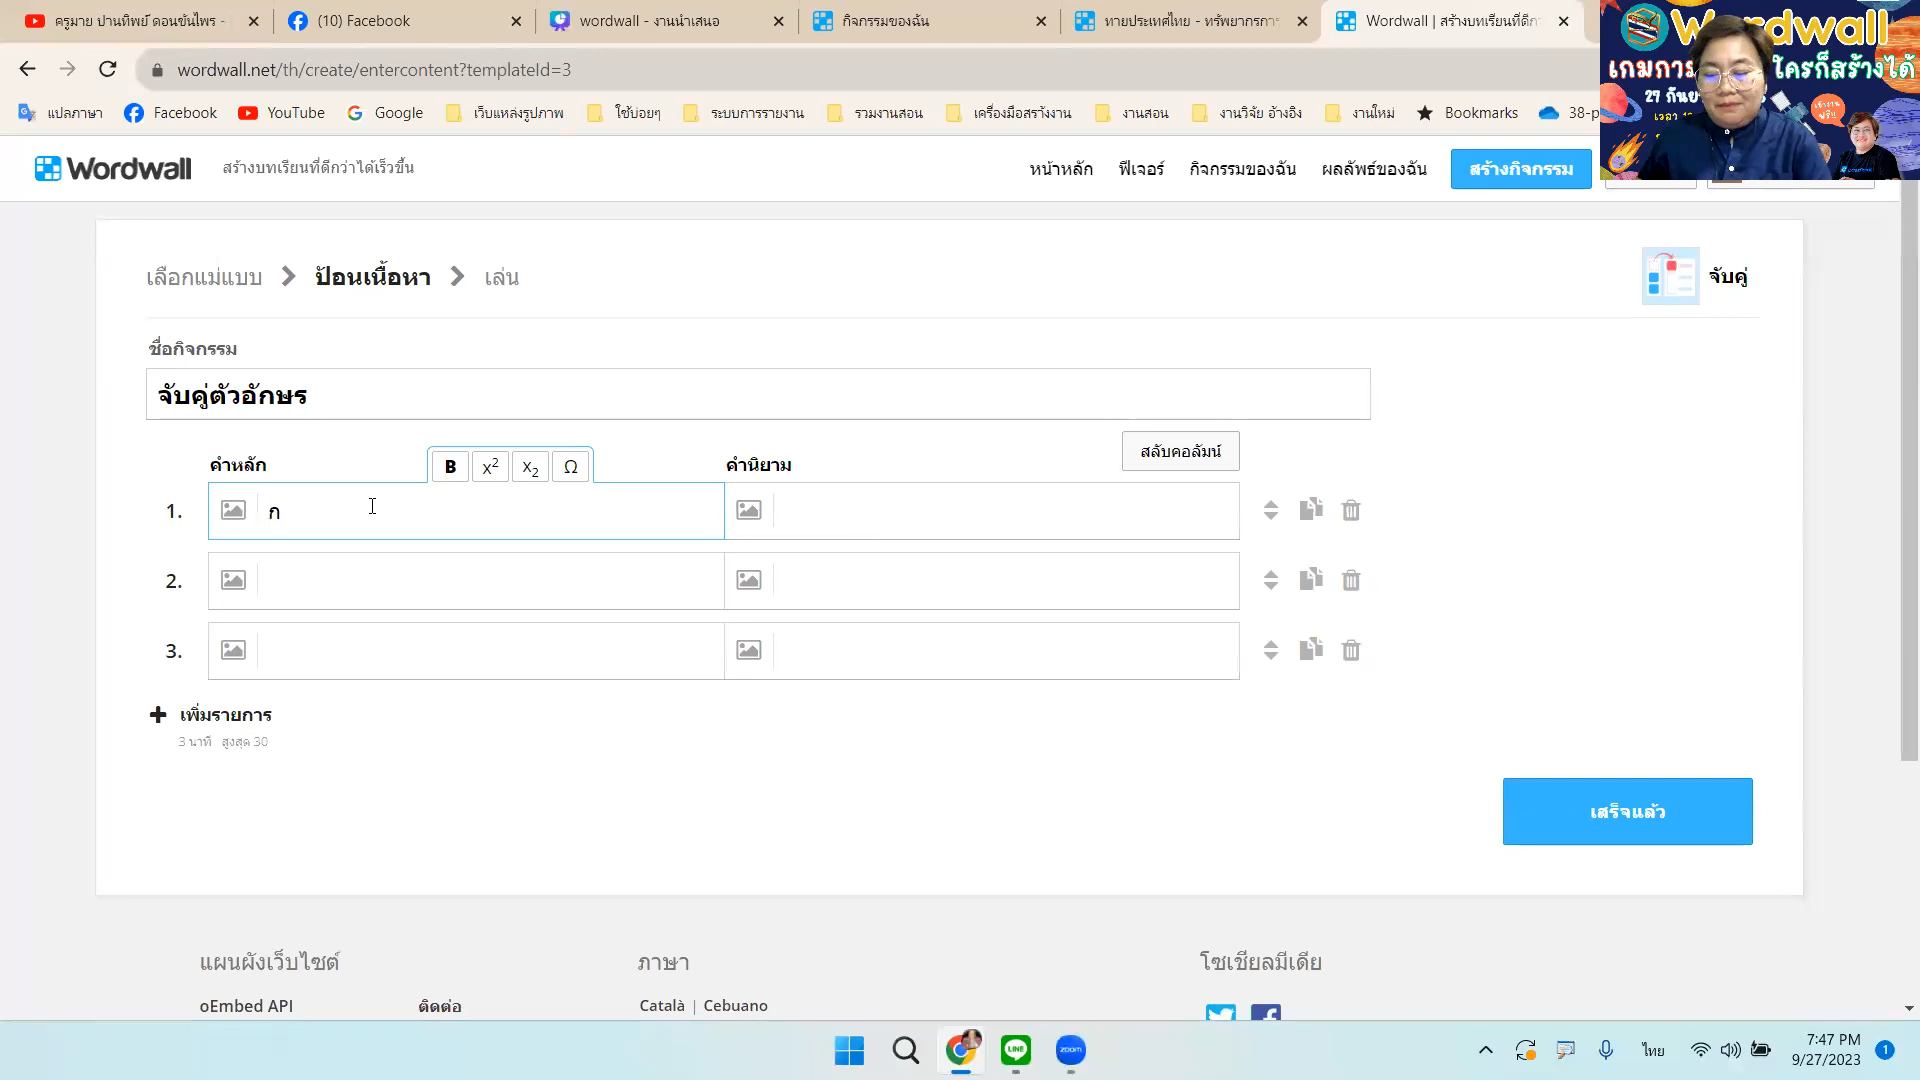 ครูมาย ปานทิพย์ ดอนขันไพร -
(10) Facebook
wordwall - งานนำเสนอ
กิจกรรมของฉัน
ทายประเทศไทย - ทรัพยากรการ
Wordwall | สร้างบทเรียนที่ดีก
wordwall.net/th/create/entercontent?templateId=3
แปลภาษา
Facebook
YouTube
Google
เว็บแหล่งรูปภาพ
ใช้บ่อยๆ
ระบบการรายงาน
รวมงานสอน
เครื่องมือสรว้างงาน
งานสอน
งานวิจัย อ้างอิง
งานใหม่
Bookmarks
38-p
Wordwall
ใครก็สร้างได้
27 กันย
เข้างาน
ฟรี!!
Wordwall
สร้างบทเรียนที่ดีกว่าได้เร็วขึ้น
หน้าหลัก
ฟีเจอร์
กิจกรรมของฉัน
ผลลัพธ์ของฉัน
สร้างกิจกรรม
เลือกแม่แบบ
ป้อนเนื้อหา
เล่น
จับคู่
ชื่อกิจกรรม
จับคู่ตัวอักษร
คำหลัก
B x² x₂ Ω
คำนิยาม
สลับคอลัมน์
1. ก
2.
3.
เพิ่มรายการ
3 นาที สูงสุด 30
เสร็จแล้ว
แผนผังเว็บไซต์
ภาษา
โซเชียลมีเดีย
oEmbed API
ติดต่อ
Català | Cebuano
LINE
zoom
ไทย
7:47 PM
9/27/2023
1